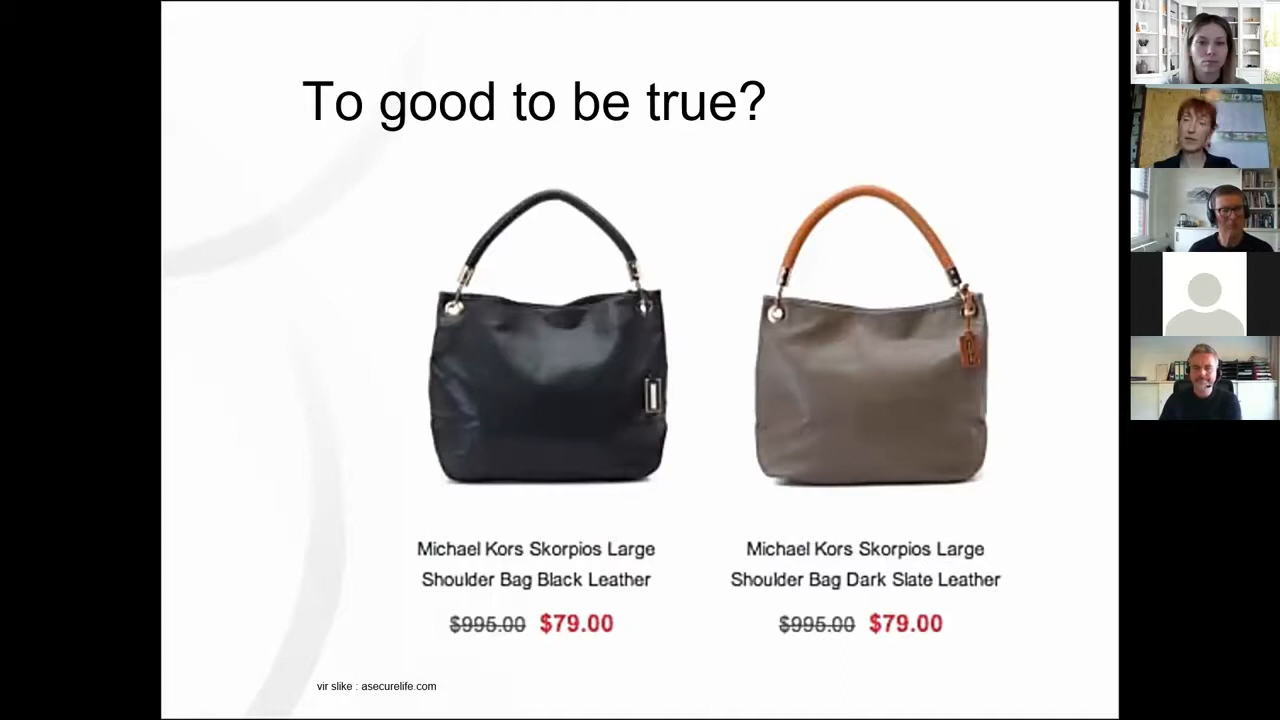 To good to be true?
Michael Kors Skorpios Large
Shoulder Bag Black Leather
$995.00 $79.00
Michael Kors Skorpios Large
Shoulder Bag Dark Slate Leather
$995.00 $79.00
vir slike : asecurelife.com